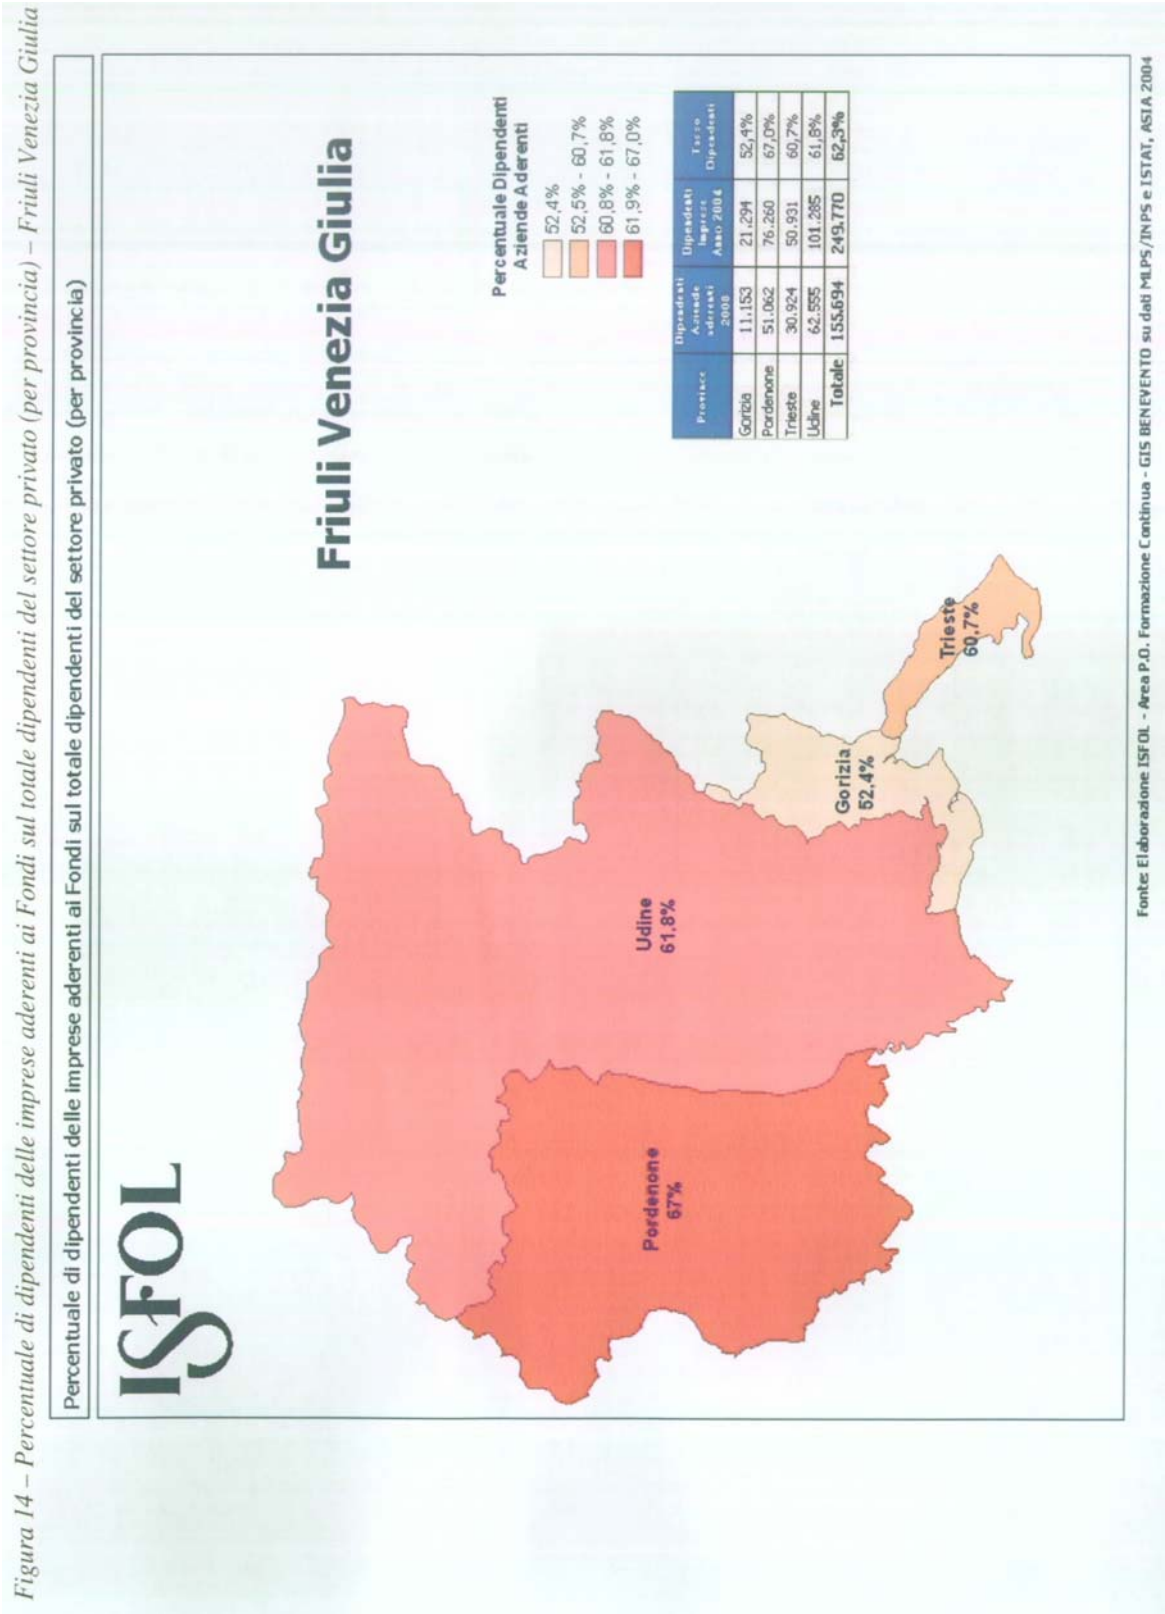 Figura 14 – Percentuale di dipendenti delle imprese aderenti ai Fondi sul totale dipendenti del settore privato (per provincia) – Friuli Venezia Giulia
Percentuale di dipendenti delle imprese aderenti ai Fondi sul totale dipendenti del settore privato (per provincia)
ISFOL
Friuli Venezia Giulia
Percentuale Dipendenti
Aziende Aderenti
52,4%
52,5% - 60,7%
60,8% - 61,8%
61,9% - 67,0%
Province Dipendenti Aziende aderenti 2008 Dipendenti Imprese Anno 2004 Tasso Dipendenti
Gorizia 11.153 21.294 52,4%
Pordenone 51.062 76.260 67,0%
Trieste 30.924 50.931 60,7%
Udine 62.555 101.285 61,8%
Totale 155.694 249.770 62,3%
Udine
61,8%
Pordenone
67%
Gorizia
52,4%
Trieste
60,7%
Fonte: Elaborazione ISFOL - Area P.O. Formazione Continua - GIS BENEVENTO su dati MLPS/INPS e ISTAT, ASIA 2004